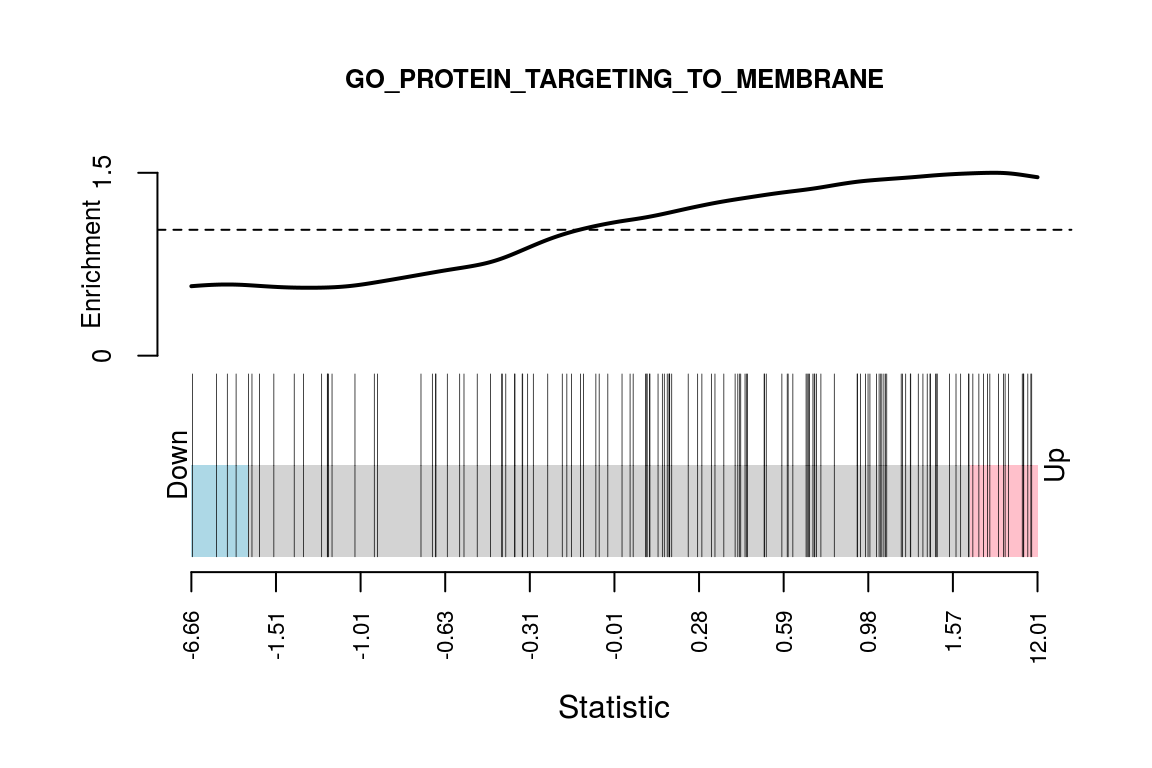 GO_PROTEIN_TARGETING_TO_MEMBRANE
Enrichment
0
1.5
Down
Up
-6.66
-1.51
-1.01
-0.63
-0.31
-0.01
0.28
0.59
0.98
1.57
12.01
Statistic